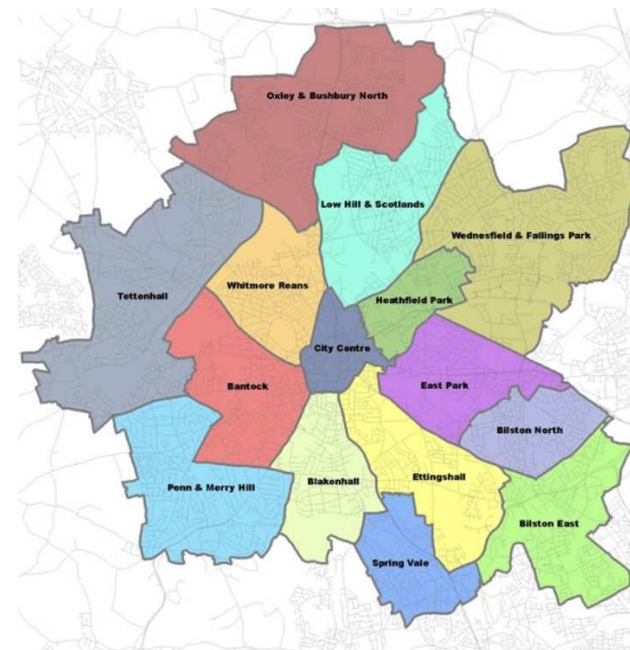 Oxley & Bushbury North
Low Hill & Scotlands
Wednesfield & Fallings Park
Whitmore Reans
Tettenhall
Heathfield Park
City Centre
Bantock
East Park
Bilston North
Blakenhall
Ettingshall
Penn & Merry Hill
Bilston East
Spring Vale